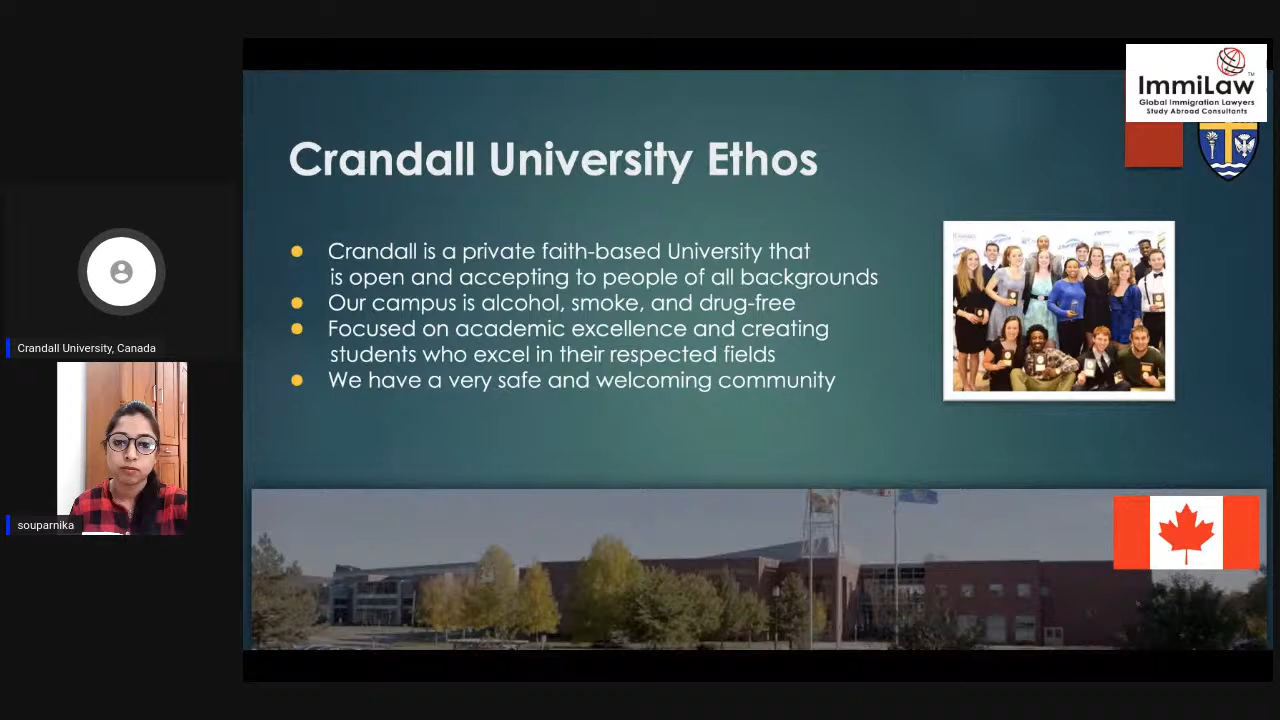 ImmiLaw
TM
Global Immigration Lawyers
Study Abroad Consultants
Crandall University Ethos
Crandall is a private faith-based University that
is open and accepting to people of all backgrounds
Our campus is alcohol, smoke, and drug-free
Focused on academic excellence and creating
students who excel in their respected fields
We have a very safe and welcoming community
Crandall University, Canada
souparnika